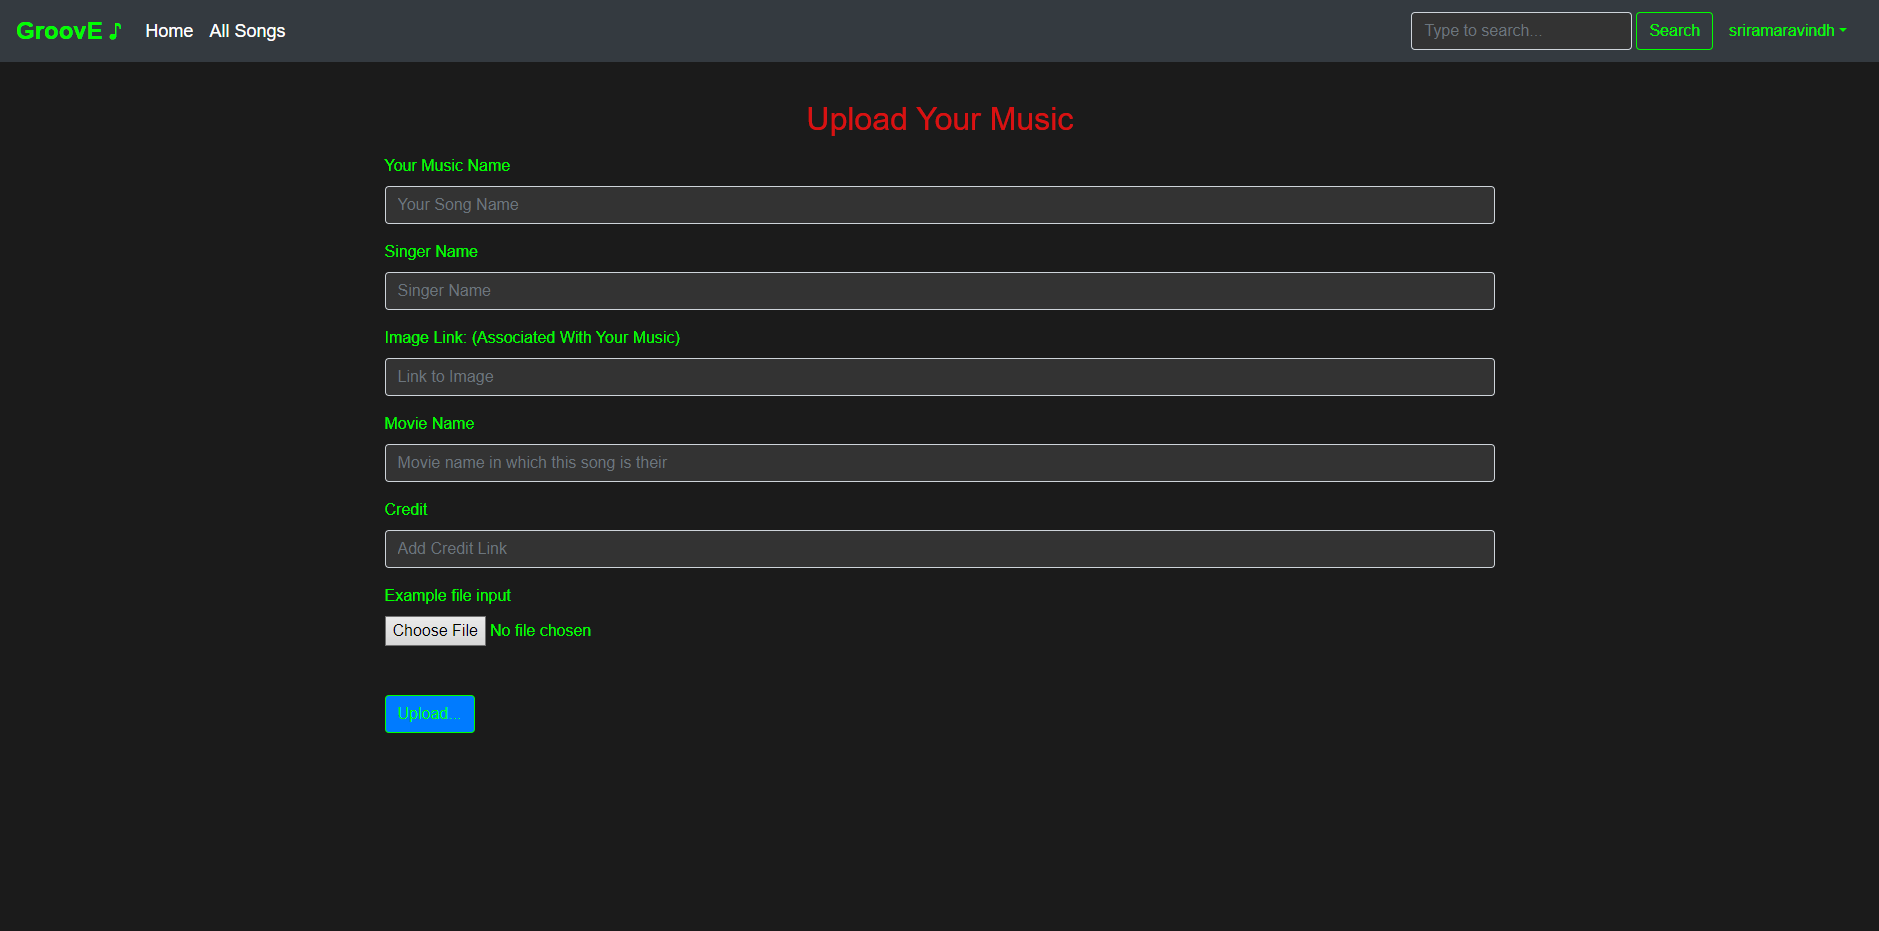 GroovE ♪ Home All Songs Type to search... Search sriramaravindh
Upload Your Music
Your Music Name
Your Song Name
Singer Name
Singer Name
Image Link: (Associated With Your Music)
Link to Image
Movie Name
Movie name in which this song is their
Credit
Add Credit Link
Example file input
Choose File No file chosen
Upload...